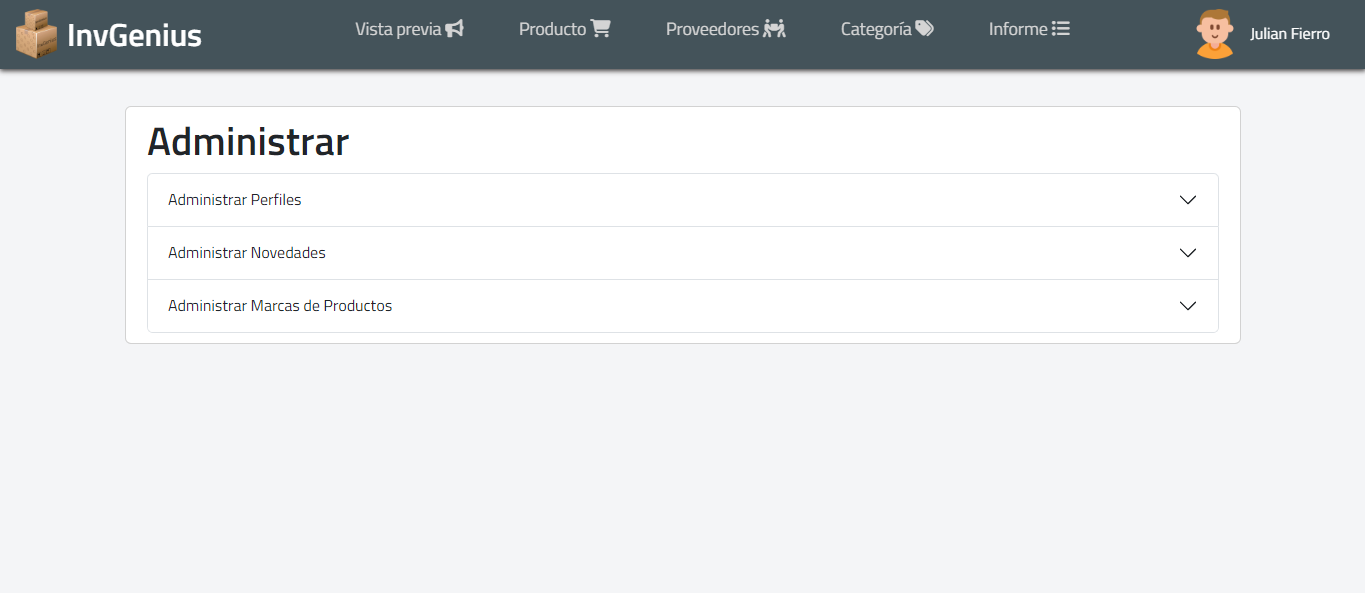 InvGenius
Vista previa
Producto
Proveedores
Categoría
Informe
Julian Fierro
Administrar
Administrar Perfiles
Administrar Novedades
Administrar Marcas de Productos